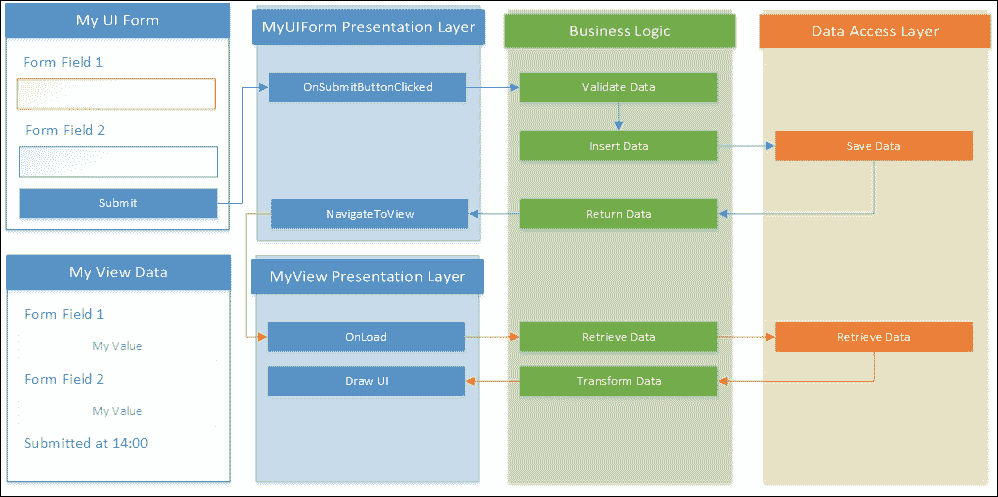 My UI Form
Form Field 1
Form Field 2
Submit
MyUIForm Presentation Layer
OnSubmitButtonClicked
NavigateToView
Business Logic
Validate Data
Insert Data
Return Data
Data Access Layer
Save Data
My View Data
Form Field 1
My Value
Form Field 2
My Value
Submitted at 14:00
MyView Presentation Layer
OnLoad
Draw UI
Retrieve Data
Transform Data
Retrieve Data